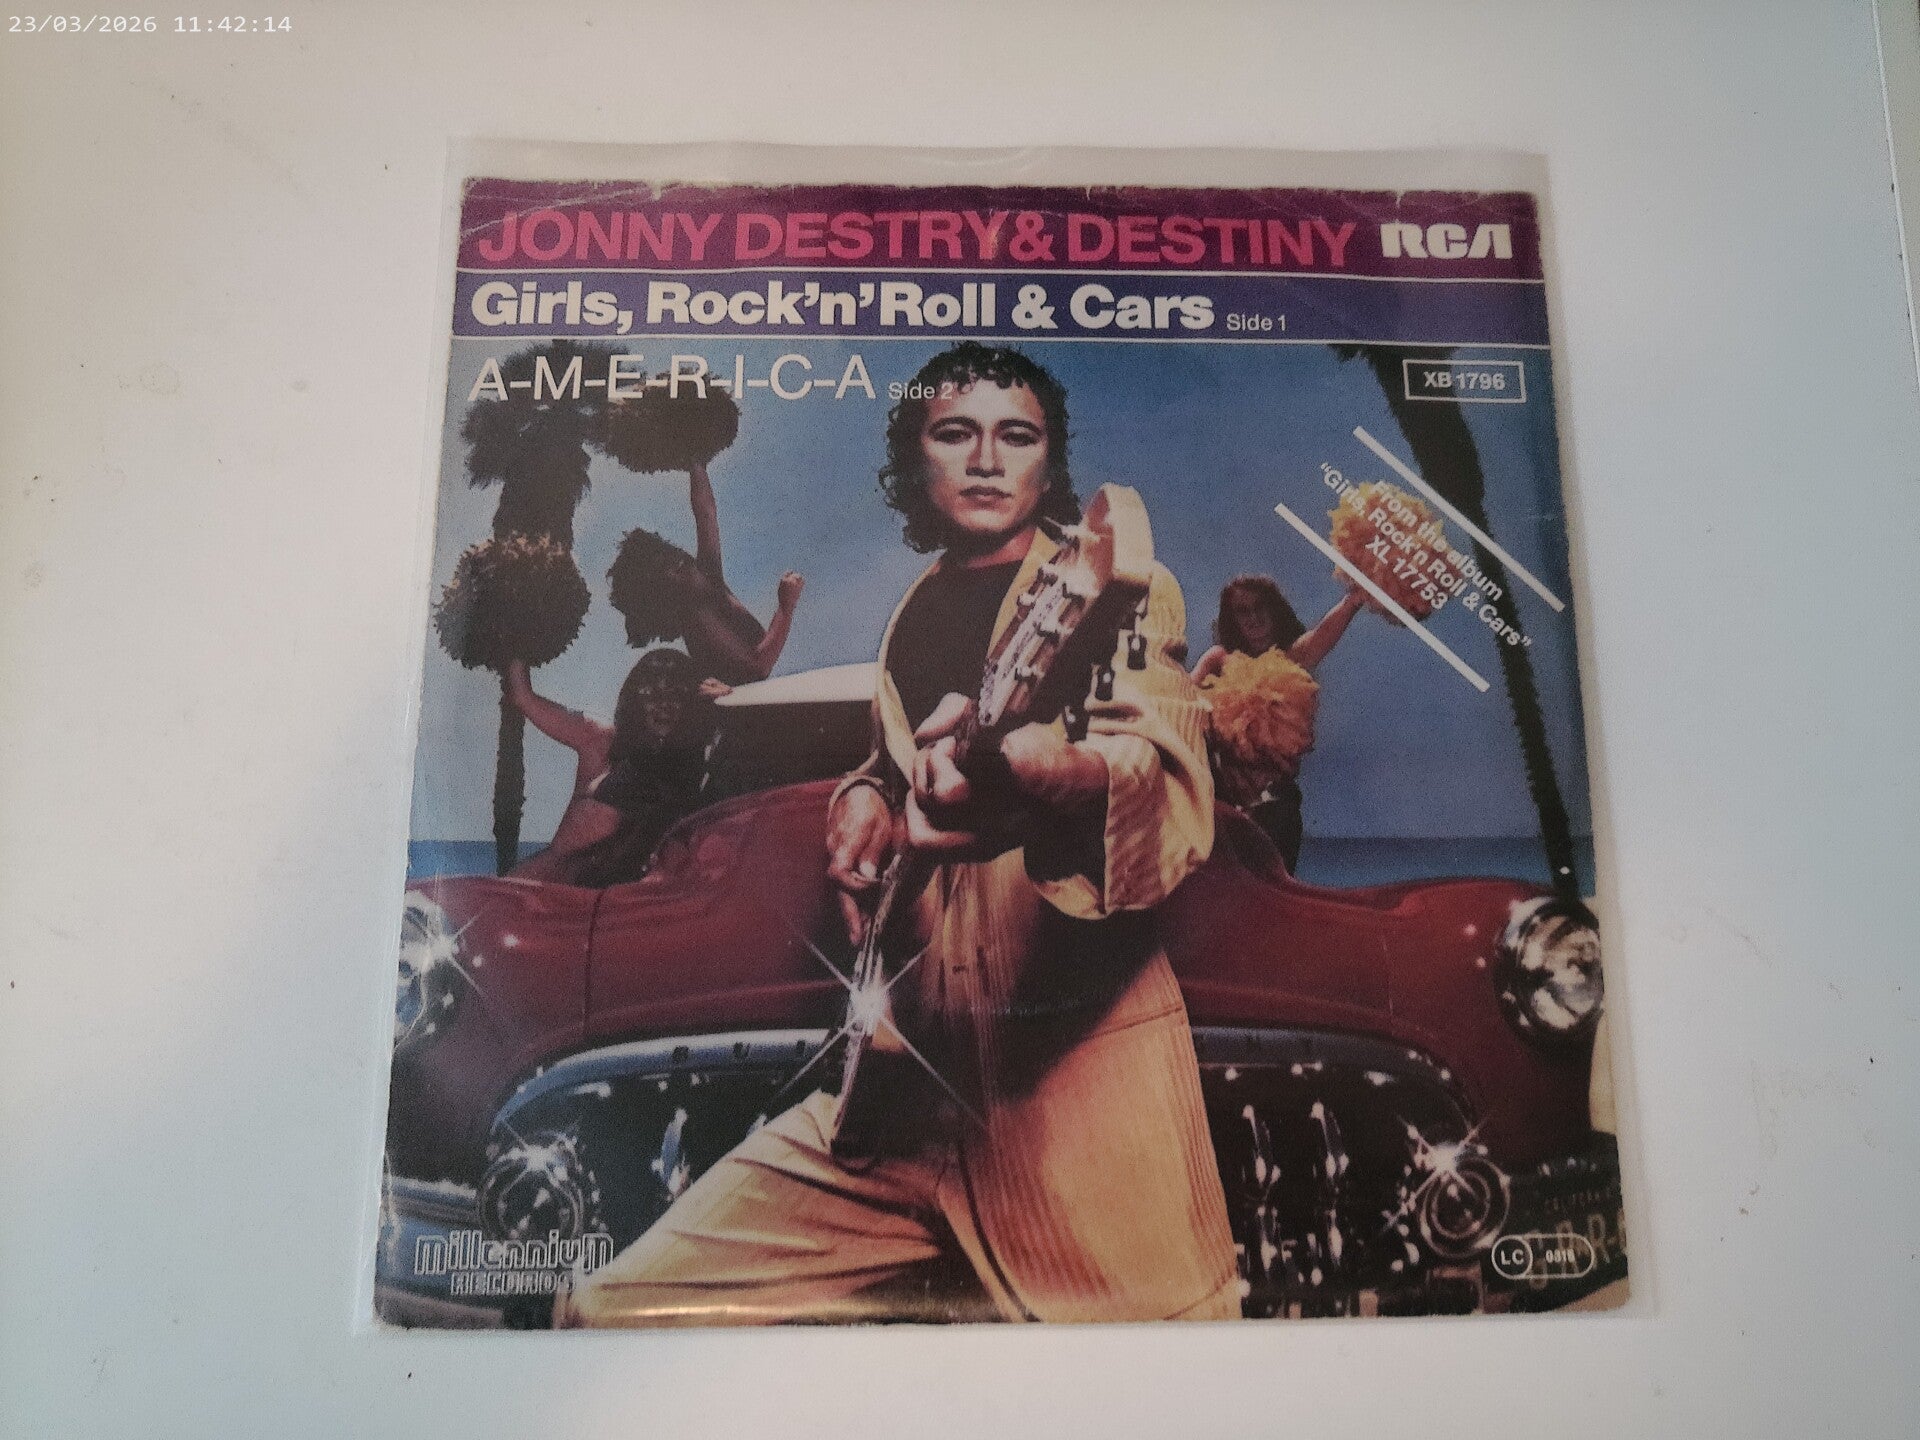 23/03/2026 11:42:14
JONNY DESTRY & DESTINY RCA
Girls, Rock'n'Roll & Cars Side 1
A-M-E-R-I-C-A Side 2
XB 1796
From the album
"Girls, Rock'n Roll & Cars"
XL 17753
millennium
RECORDS
LC